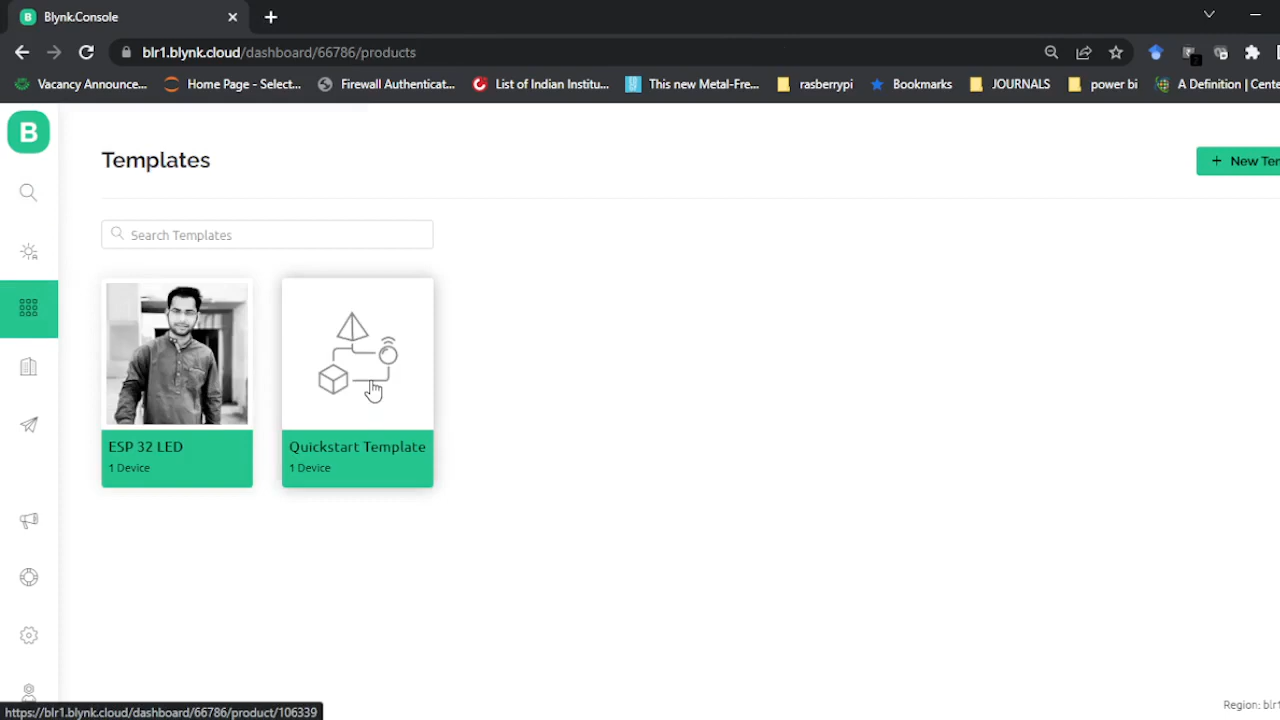 Blynk.Console
blr1.blynk.cloud/dashboard/66786/products
Vacancy Announce...
Home Page - Select...
Firewall Authenticat...
List of Indian Institu...
This new Metal-Fre...
rasberrypi
Bookmarks
JOURNALS
power bi
A Definition | Cente
B
Templates
+ New Ten
Search Templates
ESP 32 LED
1 Device
Quickstart Template
1 Device
https://blr1.blynk.cloud/dashboard/66786/product/106339
Region: blr1